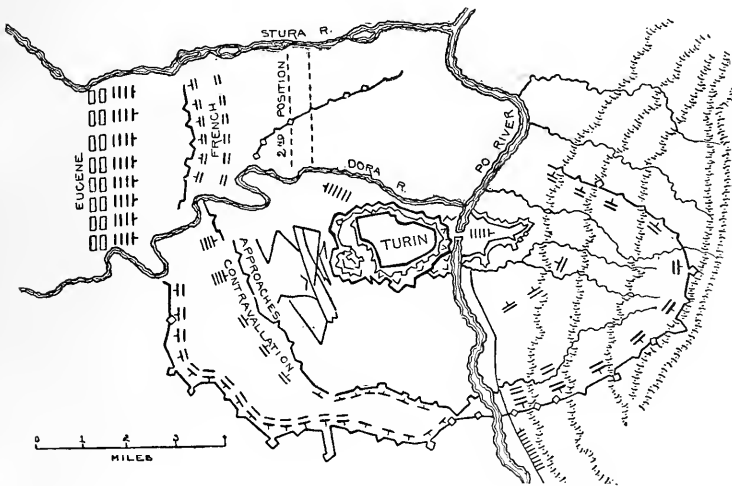 STURA R.
EUGENE
FRENCH
2ND POSITION
PO RIVER
DORA R.
TURIN
APPROACHES
CONTRAVALLATION
0 1 2 3 4
MILES